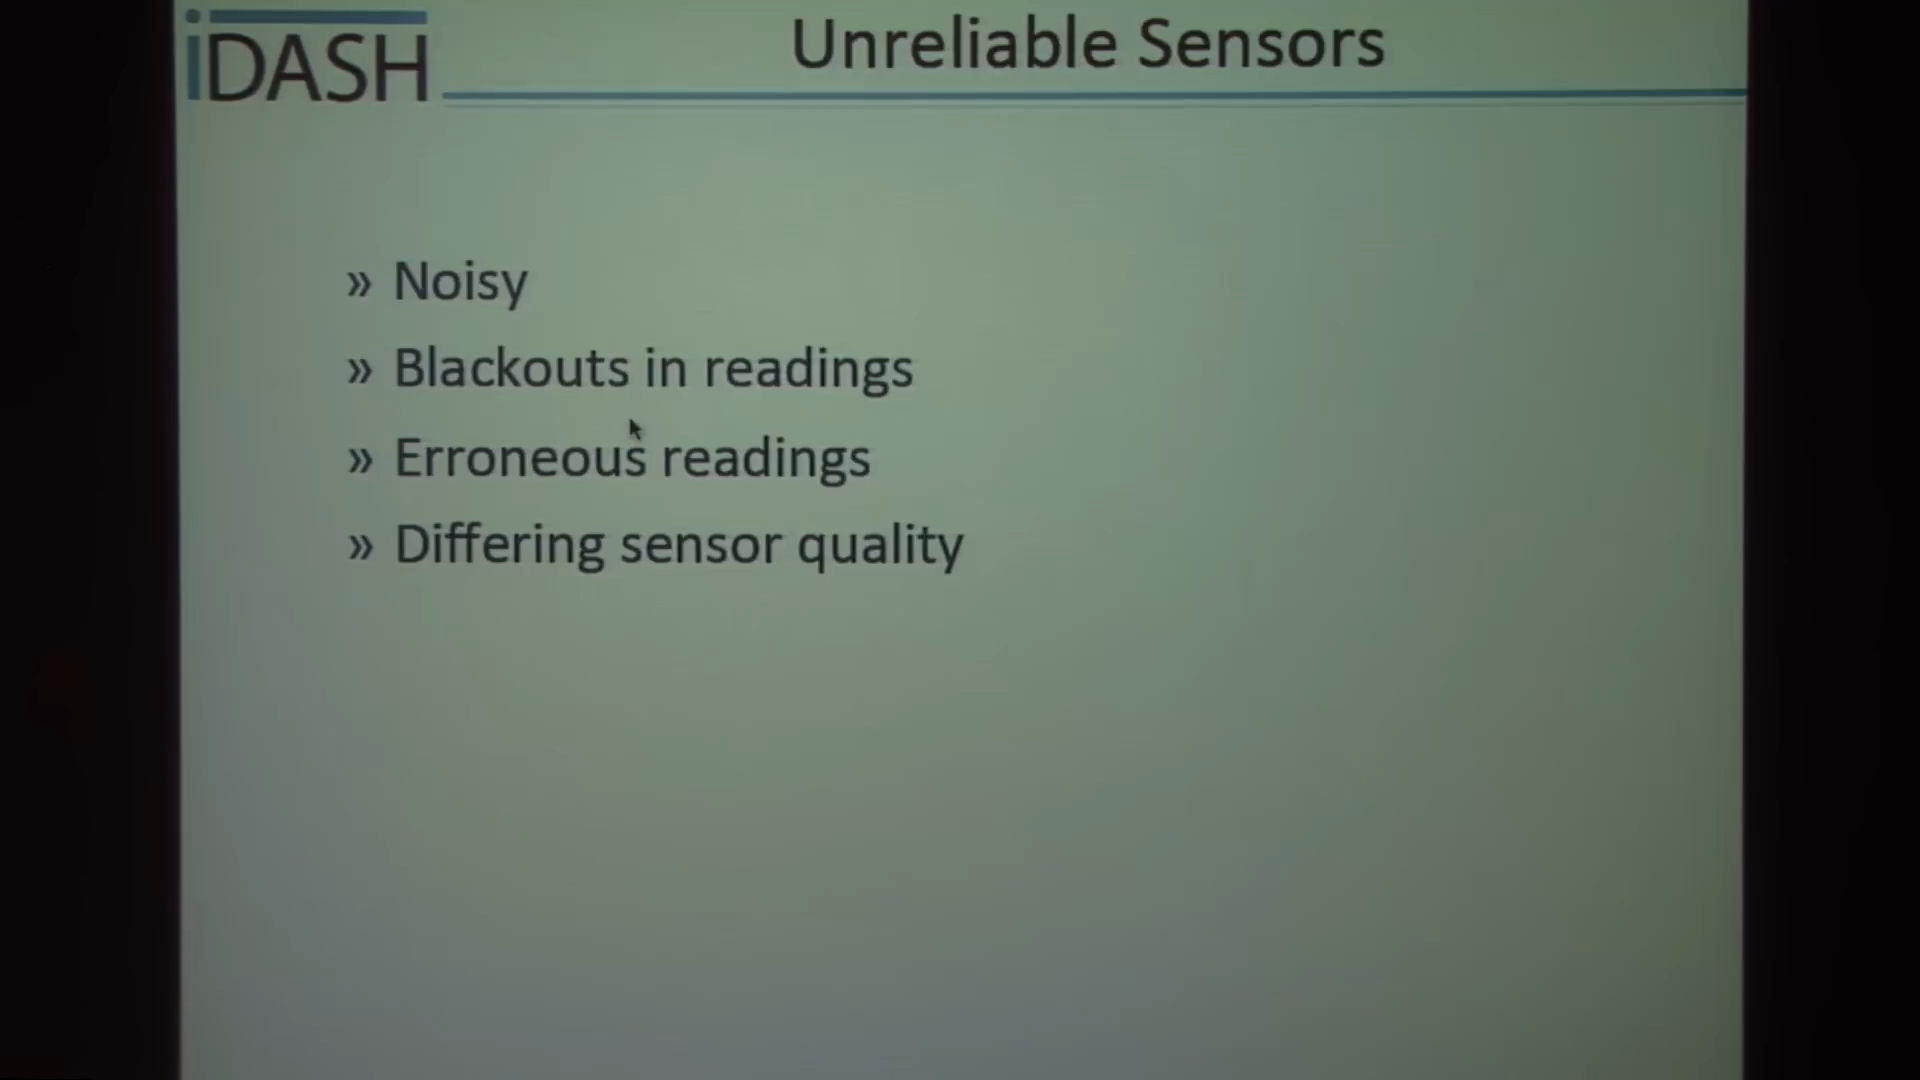 iDASH
Unreliable Sensors
» Noisy
» Blackouts in readings
» Erroneous readings
» Differing sensor quality